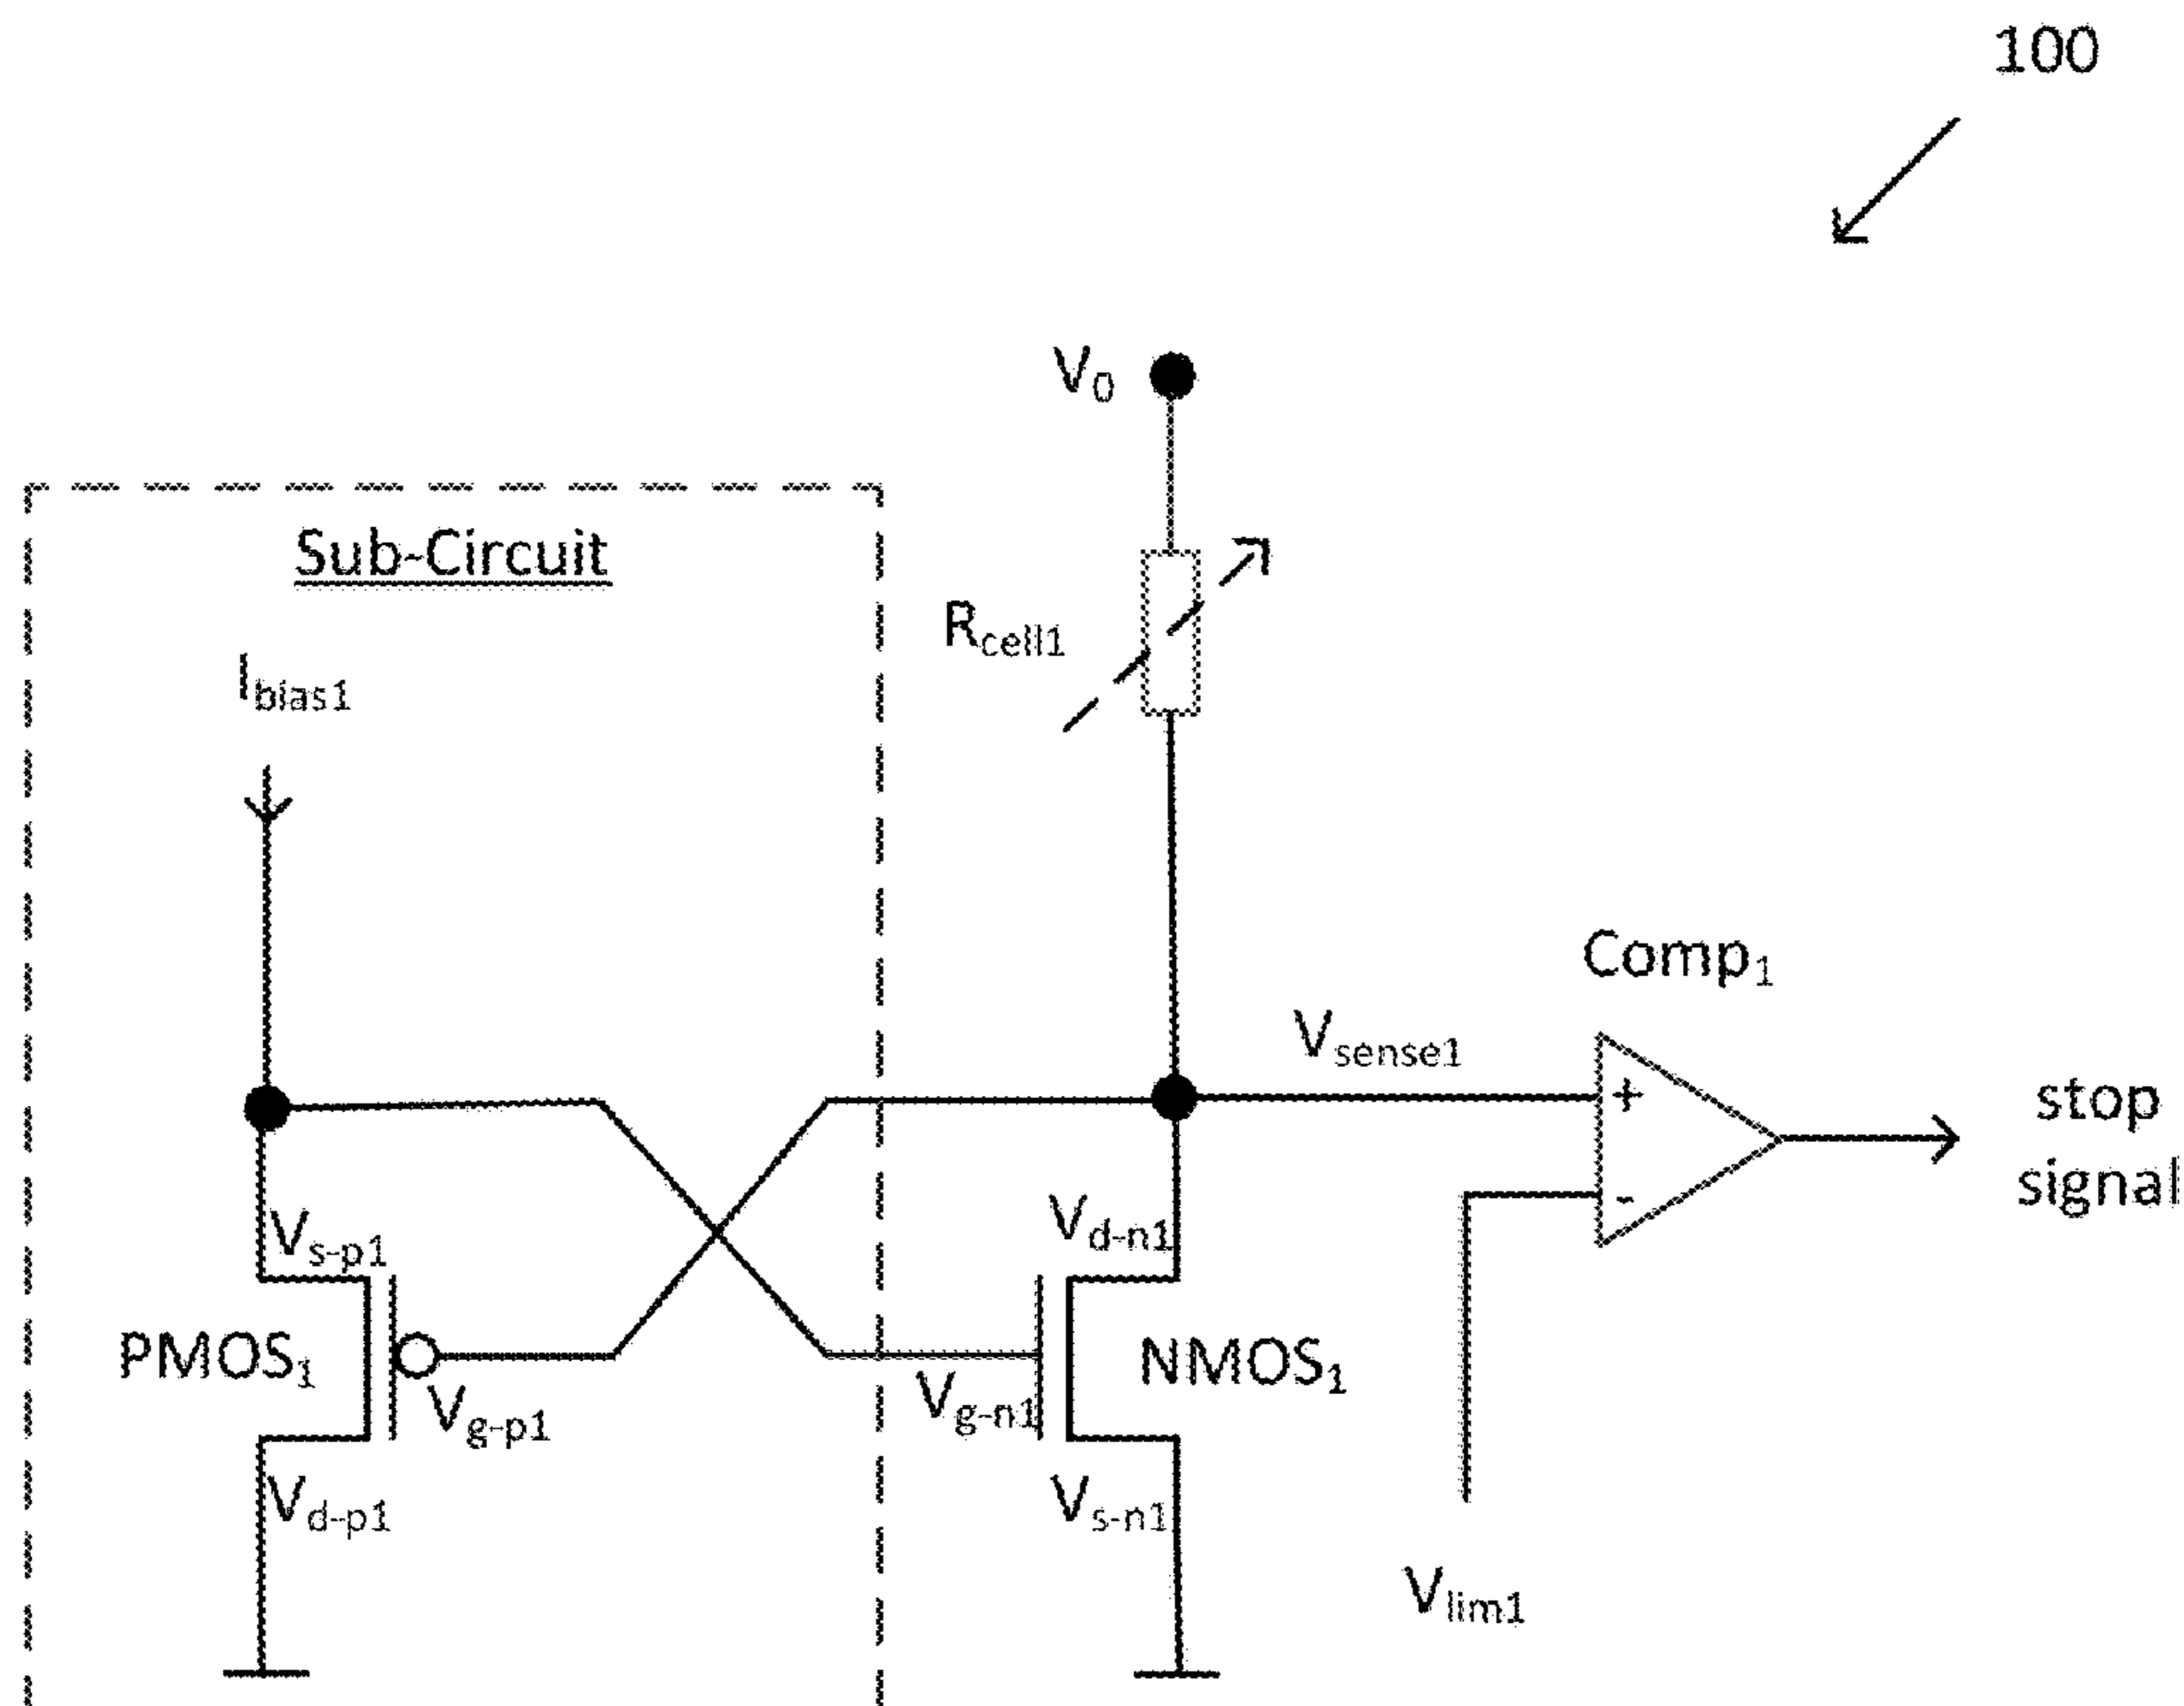 100
V0
Sub-Circuit
Rcell1
Ibias1
Comp1
Vsense1
+
stop
signal
-
Vs-p1
Vd-n1
PMOS1
NMOS1
Vg-p1
Vg-n1
Vd-p1
Vs-n1
Vlim1